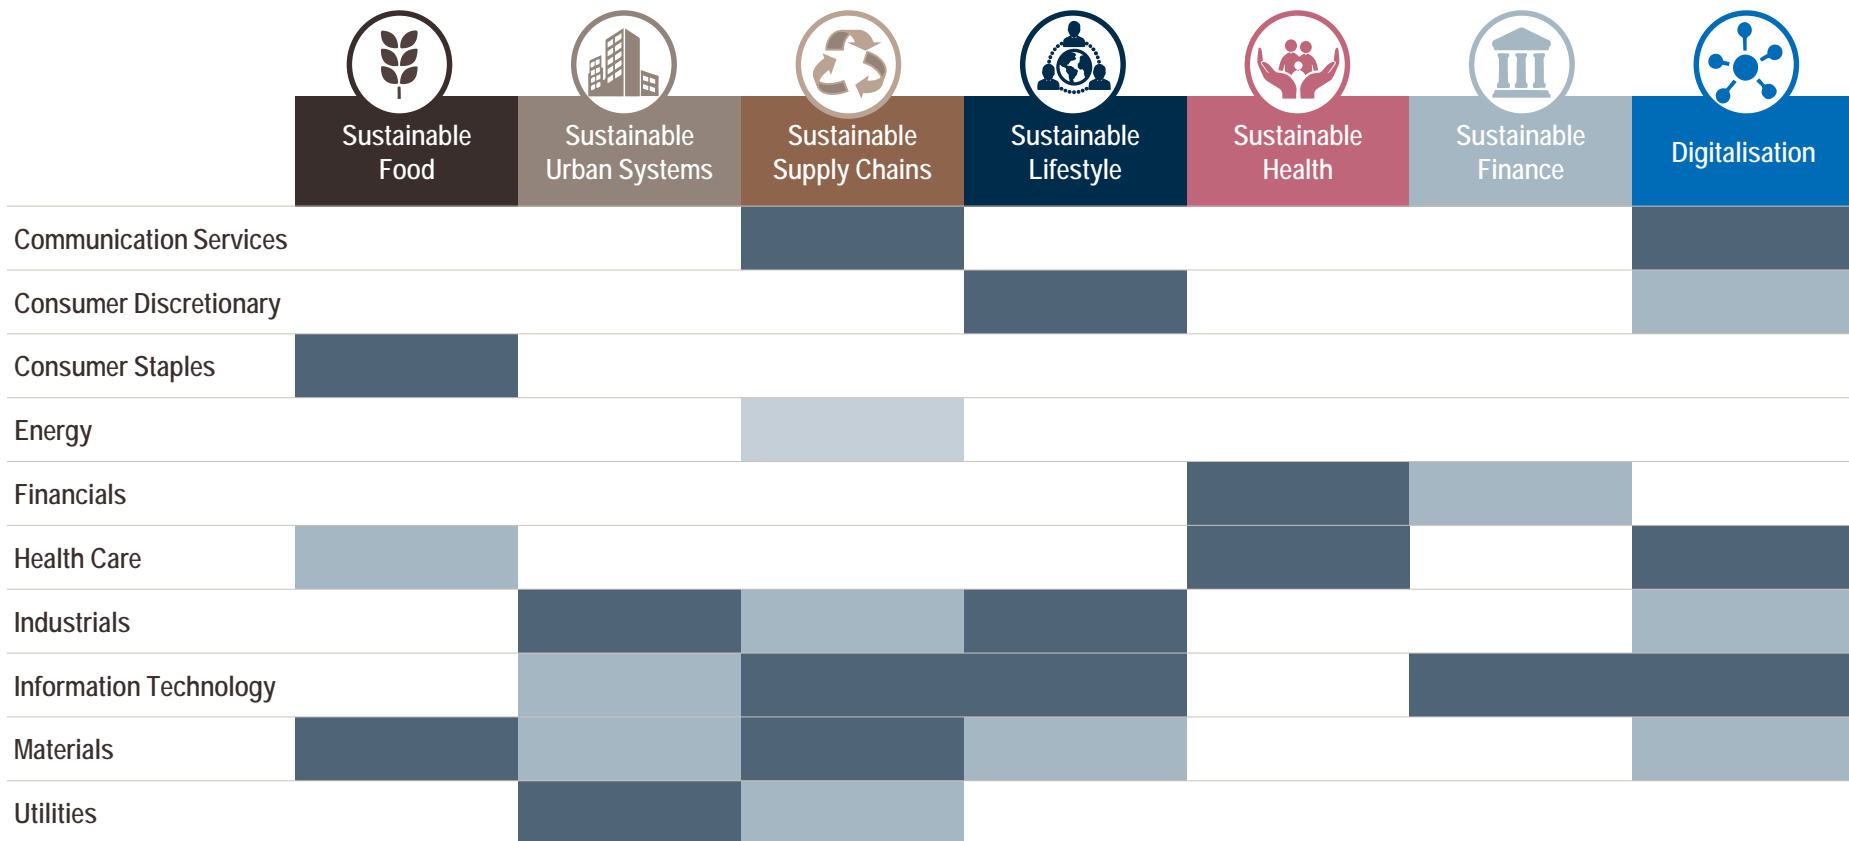 Sustainable
Food
Sustainable
Urban Systems
Sustainable
Supply Chains
Sustainable
Lifestyle
Sustainable
Health
Sustainable
Finance
Digitalisation
Communication Services
Consumer Discretionary
Consumer Staples
Energy
Financials
Health Care
Industrials
Information Technology
Materials
Utilities